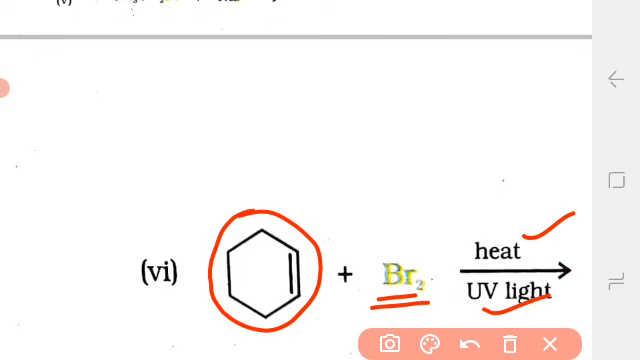 (v)
(vi) + Br₂ heat
UV light